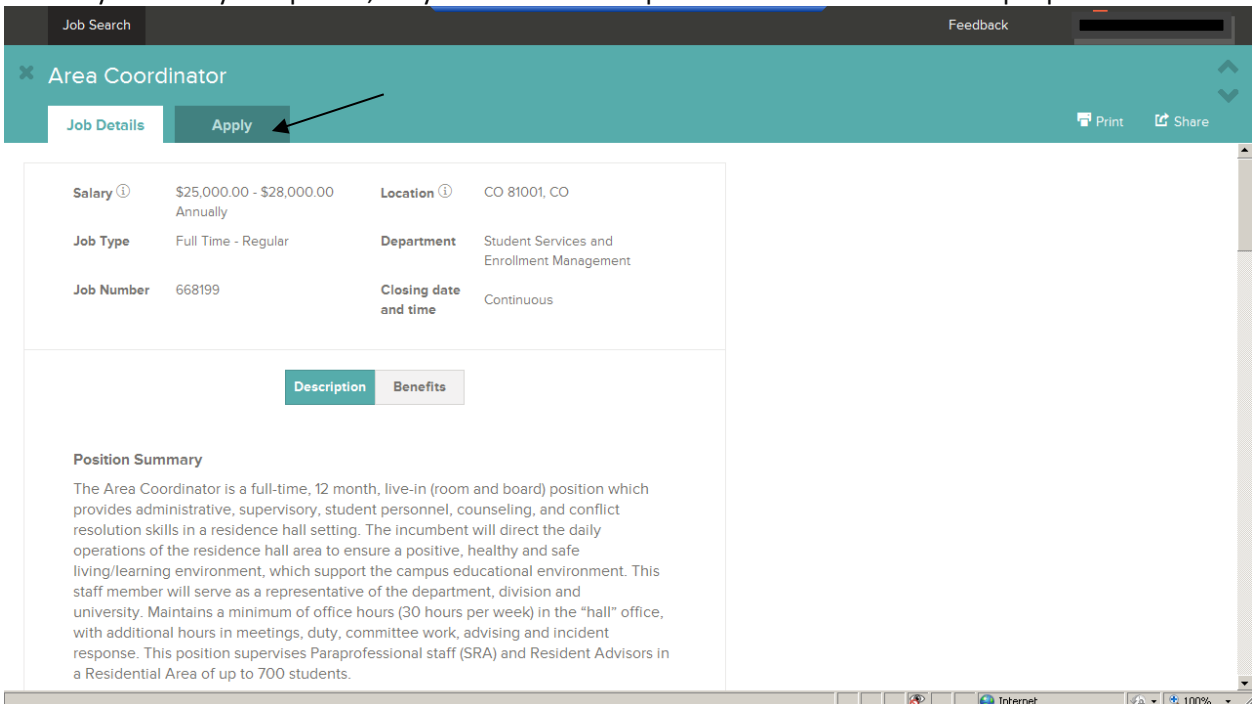 Job Search
Feedback
Area Coordinator
Job Details
Apply
Print
Share
Salary
$25,000.00 - $28,000.00
Annually
Location
CO 81001, CO
Job Type
Full Time - Regular
Department
Student Services and
Enrollment Management
Job Number
668199
Closing date
and time
Continuous
Description
Benefits
Position Summary
The Area Coordinator is a full-time, 12 month, live-in (room and board) position which
provides administrative, supervisory, student personnel, counseling, and conflict
resolution skills in a residence hall setting. The incumbent will direct the daily
operations of the residence hall area to ensure a positive, healthy and safe
living/learning environment, which support the campus educational environment. This
staff member will serve as a representative of the department, division and
university. Maintains a minimum of office hours (30 hours per week) in the “hall” office,
with additional hours in meetings, duty, committee work, advising and incident
response. This position supervises Paraprofessional staff (SRA) and Resident Advisors in
a Residential Area of up to 700 students.
Internet
100%